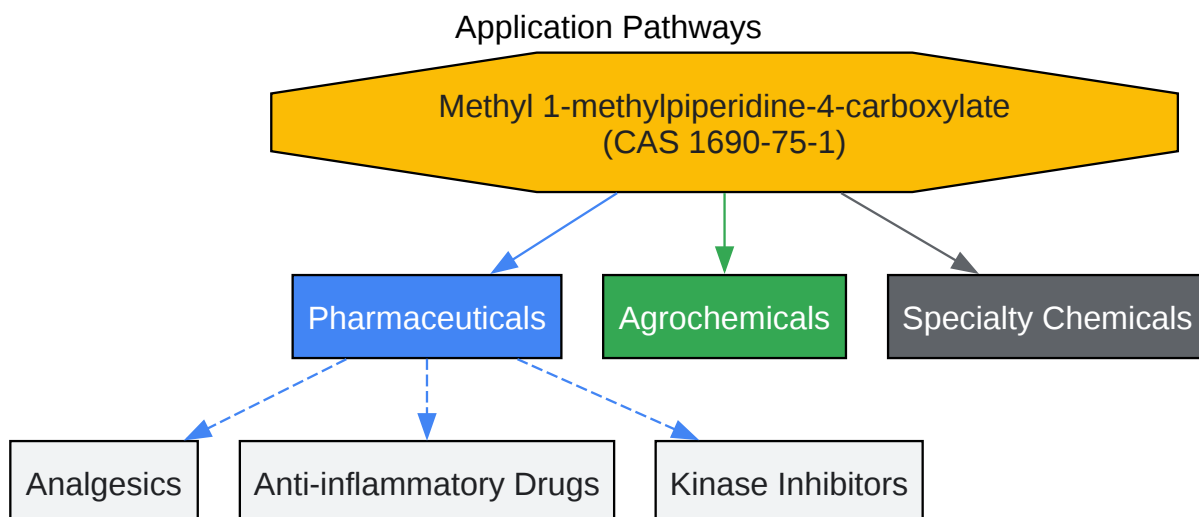 Application Pathways
Methyl 1-methylpiperidine-4-carboxylate
(CAS 1690-75-1)
Pharmaceuticals
Agrochemicals
Specialty Chemicals
Analgesics
Anti-inflammatory Drugs
Kinase Inhibitors